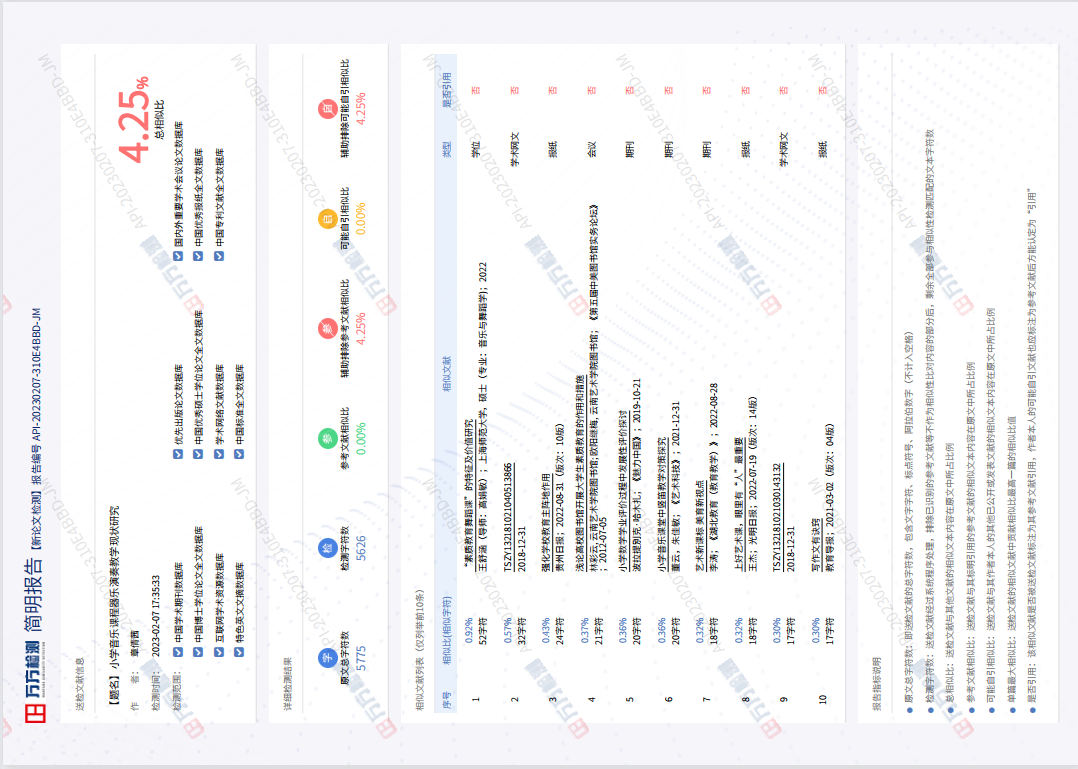 万方检测 简明报告 【新论文检测】报告编号 API-20230207-310E4BBD-JM
送检文献信息
【题名】小学音乐课程器乐演奏教学现状研究
作 者：章倩茜
检测时间：2023-02-07 17:35:33
检测范围：
中国学术期刊数据库 优先出版论文数据库 国内外重要学术会议论文数据库
中国博士学位论文全文数据库 中国优秀硕士学位论文全文数据库 中国优秀报纸全文数据库
互联网学术资源数据库 学术网络文献数据库 中国专利文献全文数据库
特色英文文摘数据库 中国标准全文数据库
4.25%
总相似比
详细检测结果
字 检 参 参 自 自
原文总字符数 检测字符数 参考文献相似比 辅助排除参考文献相似比 可能自引相似比 辅助排除可能自引相似比
5775 5626 0.00% 4.25% 0.00% 4.25%
相似文献列表（仅列举前10条）
序号 相似比(相似字符) 相似文献 类型 是否引用
1 0.92% 52字符 “素质教育舞蹈课”的特征及价值研究 学位 否
王舒涵（导师：高娟敏）；上海师范大学，硕士（专业：音乐与舞蹈学)；2022
2 0.57% 32字符 TSZY132181021040513866 学术网文 否
2018-12-31
3 0.43% 24字符 强化学校教育主阵地作用 报纸 否
贵州日报；2022-08-31（版次：10版）
4 0.37% 21字符 浅论高校图书馆开展大学生素质教育的作用和措施 会议 否
林彩云,云南艺术学院图书馆;欧阳继梅,云南艺术学院图书馆；《第五届中美图书馆实务论坛》
；2012-07-05
5 0.36% 20字符 小学数学学业评价过程中发展性评价探讨 期刊 否
波拉提别克·哈木扎；《魅力中国》；2019-10-21
6 0.36% 20字符 小学音乐课堂中竖笛教学对策探究 期刊 否
董云，朱佳敏；《艺术科技》；2021-12-31
7 0.32% 18字符 艺术新课标 美育新视点 期刊 否
李涛；《湖北教育（教育教学）》；2022-08-28
8 0.32% 18字符 上好艺术课，眼里有“人”最重要 报纸 否
王杰；光明日报；2022-07-19（版次：14版）
9 0.30% 17字符 TSZY132181021030143132 学术网文 否
2018-12-31
10 0.30% 17字符 写作文有诀窍 报纸 否
教育导报；2021-03-02（版次：04版）
报告指标说明
原文总字符数：即送检文献的总字符数，包含文字字符、标点符号、阿拉伯数字（不计入空格）
检测字符数：送检文献经过系统程序处理，排除已识别的参考文献等不作为相似性比对内容的部分后，剩余全部参与相似性检测匹配的文本字符数
总相似比：送检文献与其他文献的相似文本内容在原文中所占比例
参考文献相似比：送检文献与其标明引用的参考文献的相似文本内容在原文中所占比例
可能自引相似比：送检文献与其作者本人的其他已公开或发表文献的相似文本内容在原文中所占比例
单篇最大相似比：送检文献的相似文献中贡献相似比最高一篇的相似比值
是否引用：该相似文献是否被送检文献标注为其参考文献引用，作者本人的可能自引文献也应标注为参考文献后方能认定为“引用”